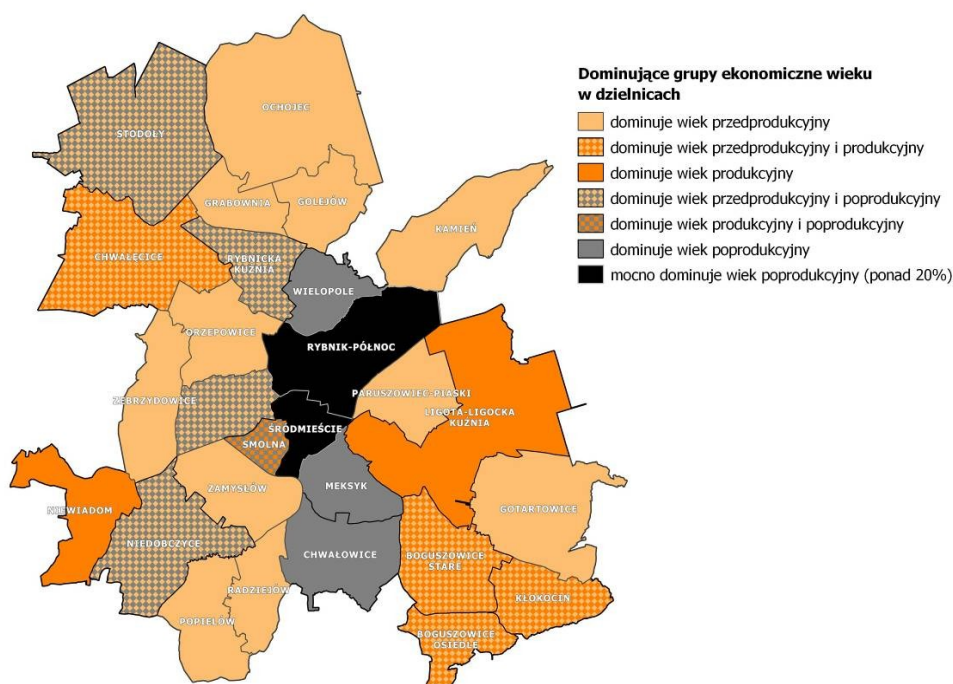 Dominujące grupy ekonomiczne wieku
w dzielnicach
dominuje wiek przedprodukcyjny
dominuje wiek przedprodukcyjny i produkcyjny
dominuje wiek produkcyjny
dominuje wiek przedprodukcyjny i poprodukcyjny
dominuje wiek produkcyjny i poprodukcyjny
dominuje wiek poprodukcyjny
mocno dominuje wiek poprodukcyjny (ponad 20%)
OCHOJEC
STODOŁY
GRABOWNIA
GOLEJÓW
KAMIEŃ
CHWAŁĘCICE
RYBNICKA
KUŹNIA
WIELOPOLE
ORZEPOWICE
RYBNIK-PÓŁNOC
ZEBRZYDOWICE
PARUSZOWIEC-PIASKI
LIGOTA-LIGOCKA
KUŹNIA
ŚRÓDMIEŚCIE
SMOLNA
ZAMYSŁÓW
MEKSYK
NIEWIADOM
GOTARTOWICE
NIEDOBCZYCE
CHWAŁOWICE
BOGUSZOWICE
STARE
RADZIEJÓW
KŁOKOCIN
POPIELÓW
BOGUSZOWICE
OSIEDLE